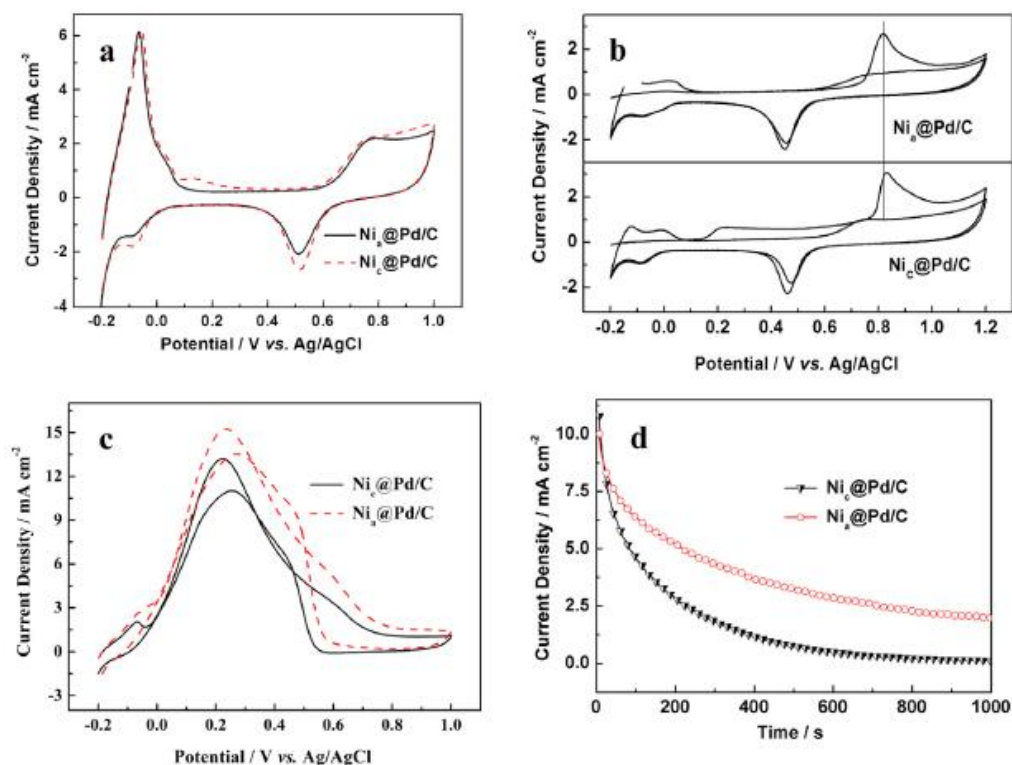 a
Current Density / mA cm-2
6
4
2
0
-2
-4
Niₐ@Pd/C
Ni꜀@Pd/C
-0.2 0.0 0.2 0.4 0.6 0.8 1.0
Potential / V vs. Ag/AgCl
b
Current Density / mA cm-2
2
0
-2
Niₐ@Pd/C
2
0
-2
Ni꜀@Pd/C
-0.2 0.0 0.2 0.4 0.6 0.8 1.0 1.2
Potential / V vs. Ag/AgCl
c
Current Density / mA cm-2
15
12
9
6
3
0
-3
Ni꜀@Pd/C
Niₐ@Pd/C
-0.2 0.0 0.2 0.4 0.6 0.8 1.0
Potential / V vs. Ag/AgCl
d
Current Density / mA cm-2
10.0
7.5
5.0
2.5
0.0
Ni꜀@Pd/C
Niₐ@Pd/C
0 200 400 600 800 1000
Time / s